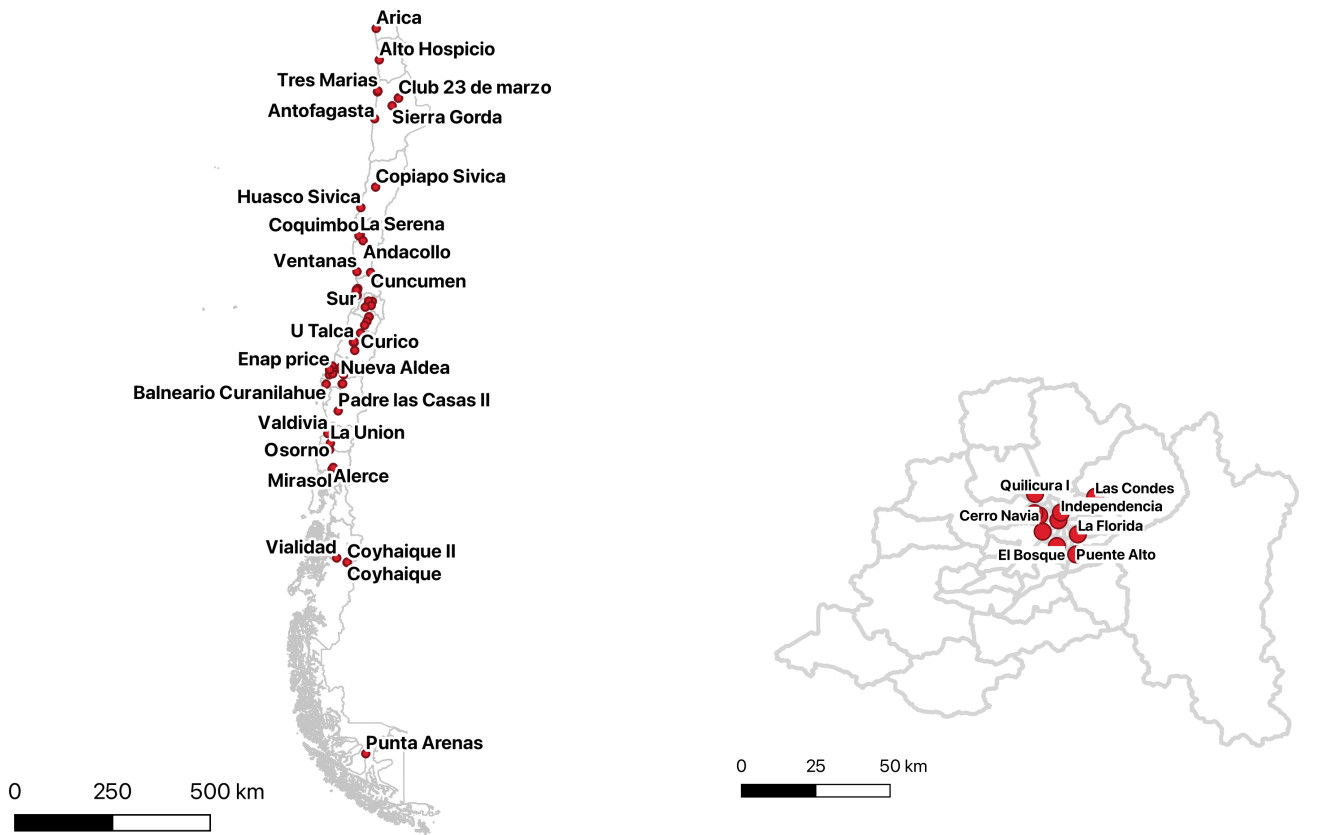 Arica
Alto Hospicio
Tres Marias
Club 23 de marzo
Antofagasta
Sierra Gorda
Copiapo Sivica
Huasco Sivica
Coquimbo La Serena
Andacollo
Ventanas
Cuncumen
Sur
U Talca
Curico
Enap price
Nueva Aldea
Balneario Curanilahue
Padre las Casas II
Valdivia
La Union
Osorno
Mirasol Alerce
Vialidad
Coyhaique II
Coyhaique
Punta Arenas
0 250 500 km
Quilicura I
Las Condes
Independencia
Cerro Navia
La Florida
El Bosque
Puente Alto
0 25 50 km